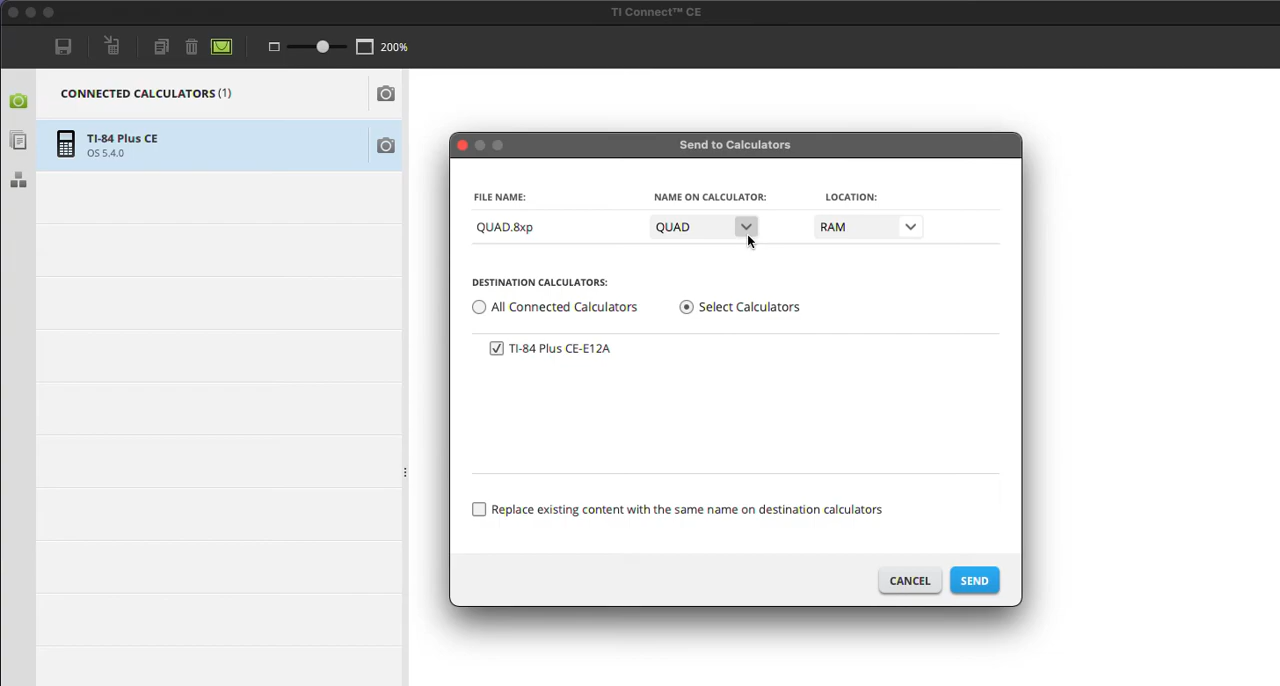 TI Connect™ CE
200%
CONNECTED CALCULATORS (1)
TI-84 Plus CE
OS 5.4.0
Send to Calculators
FILE NAME: NAME ON CALCULATOR: LOCATION:
QUAD.8xp QUAD RAM
DESTINATION CALCULATORS:
All Connected Calculators Select Calculators
TI-84 Plus CE-E12A
Replace existing content with the same name on destination calculators
CANCEL SEND